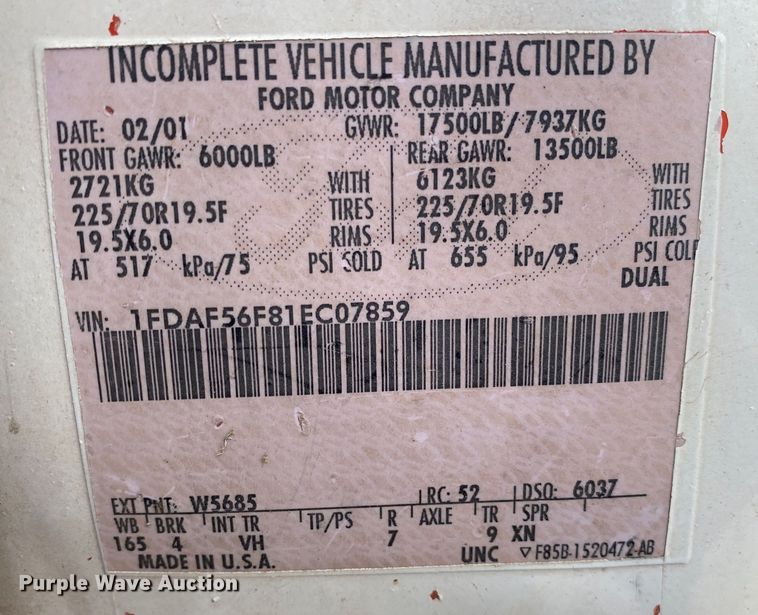 INCOMPLETE VEHICLE MANUFACTURED BY
FORD MOTOR COMPANY
DATE: 02/01 GVWR: 17500LB/7937KG
FRONT GAWR: 6000LB REAR GAWR: 13500LB
2721KG WITH 6123KG WITH
225/70R19.5F TIRES 225/70R19.5F TIRES
19.5X6.0 RIMS 19.5X6.0 RIMS
AT 517 kPa/75 PSI COLD AT 655 kPa/95 PSI COLD
DUAL
VIN: 1FDAF56F81EC07859
EXT PNT: W5685 RC: 52 DSO: 6037
WB BRK INT TR TP/PS R AXLE TR SPR
165 4 VH 7 9 XN
MADE IN U.S.A. UNC ▽F85B-1520472-AB
Purple Wave Auction